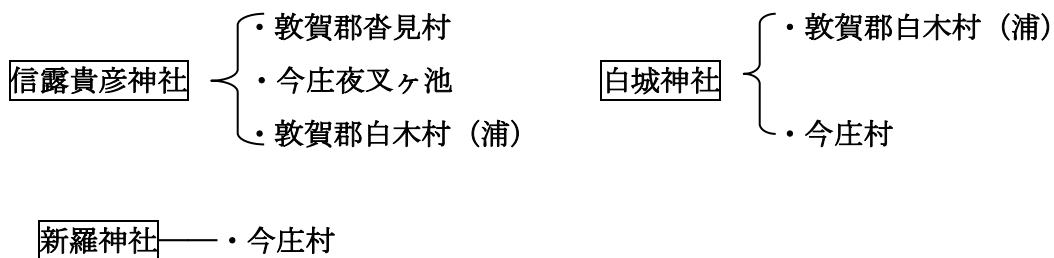 信露貴彦神社
・敦賀郡沓見村
・今庄夜叉ヶ池
・敦賀郡白木村（浦）
白城神社
・敦賀郡白木村（浦）
・今庄村
新羅神社
・今庄村